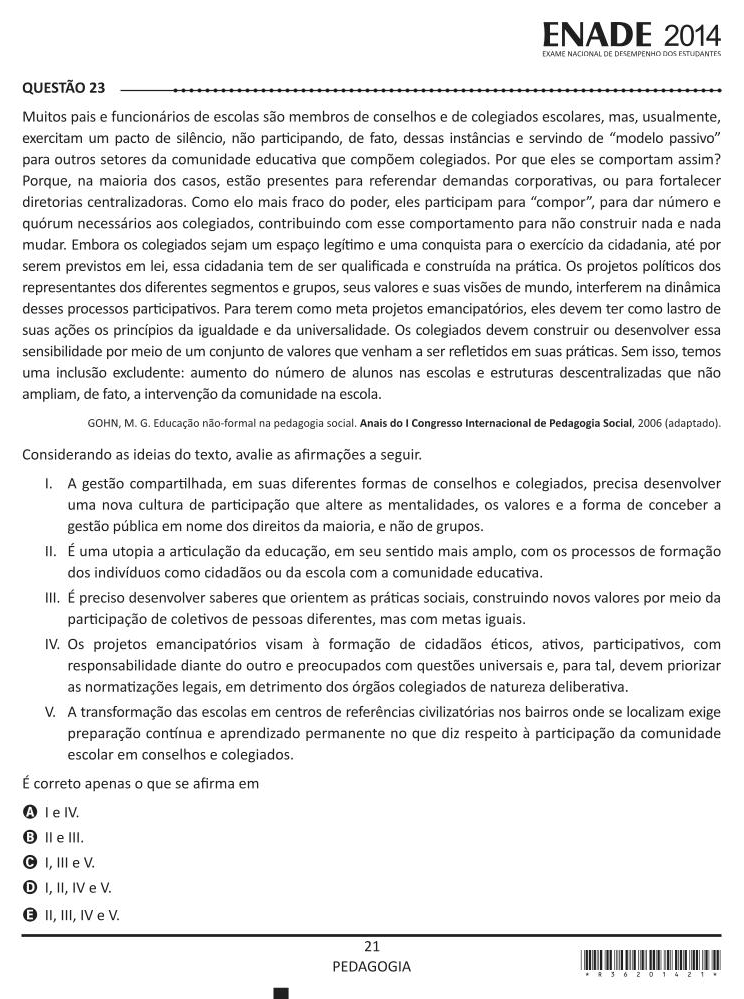 ENADE 2014
EXAME NACIONAL DE DESEMPENHO DOS ESTUDANTES
QUESTÃO 23
Muitos pais e funcionários de escolas são membros de conselhos e de colegiados escolares, mas, usualmente,
exercitam um pacto de silêncio, não participando, de fato, dessas instâncias e servindo de “modelo passivo”
para outros setores da comunidade educativa que compõem colegiados. Por que eles se comportam assim?
Porque, na maioria dos casos, estão presentes para referendar demandas corporativas, ou para fortalecer
diretorias centralizadoras. Como elo mais fraco do poder, eles participam para “compor”, para dar número e
quórum necessários aos colegiados, contribuindo com esse comportamento para não construir nada e nada
mudar. Embora os colegiados sejam um espaço legítimo e uma conquista para o exercício da cidadania, até por
serem previstos em lei, essa cidadania tem de ser qualificada e construída na prática. Os projetos políticos dos
representantes dos diferentes segmentos e grupos, seus valores e suas visões de mundo, interferem na dinâmica
desses processos participativos. Para terem como meta projetos emancipatórios, eles devem ter como lastro de
suas ações os princípios da igualdade e da universalidade. Os colegiados devem construir ou desenvolver essa
sensibilidade por meio de um conjunto de valores que venham a ser refletidos em suas práticas. Sem isso, temos
uma inclusão excludente: aumento do número de alunos nas escolas e estruturas descentralizadas que não
ampliam, de fato, a intervenção da comunidade na escola.
GOHN, M. G. Educação não-formal na pedagogia social. Anais do I Congresso Internacional de Pedagogia Social, 2006 (adaptado).
Considerando as ideias do texto, avalie as afirmações a seguir.
I. A gestão compartilhada, em suas diferentes formas de conselhos e colegiados, precisa desenvolver
uma nova cultura de participação que altere as mentalidades, os valores e a forma de conceber a
gestão pública em nome dos direitos da maioria, e não de grupos.
II. É uma utopia a articulação da educação, em seu sentido mais amplo, com os processos de formação
dos indivíduos como cidadãos ou da escola com a comunidade educativa.
III. É preciso desenvolver saberes que orientem as práticas sociais, construindo novos valores por meio da
participação de coletivos de pessoas diferentes, mas com metas iguais.
IV. Os projetos emancipatórios visam à formação de cidadãos éticos, ativos, participativos, com
responsabilidade diante do outro e preocupados com questões universais e, para tal, devem priorizar
as normatizações legais, em detrimento dos órgãos colegiados de natureza deliberativa.
V. A transformação das escolas em centros de referências civilizatórias nos bairros onde se localizam exige
preparação contínua e aprendizado permanente no que diz respeito à participação da comunidade
escolar em conselhos e colegiados.
É correto apenas o que se afirma em
A I e IV.
B II e III.
C I, III e V.
D I, II, IV e V.
E II, III, IV e V.
21
PEDAGOGIA
* R 3 6 2 0 1 4 2 1 *